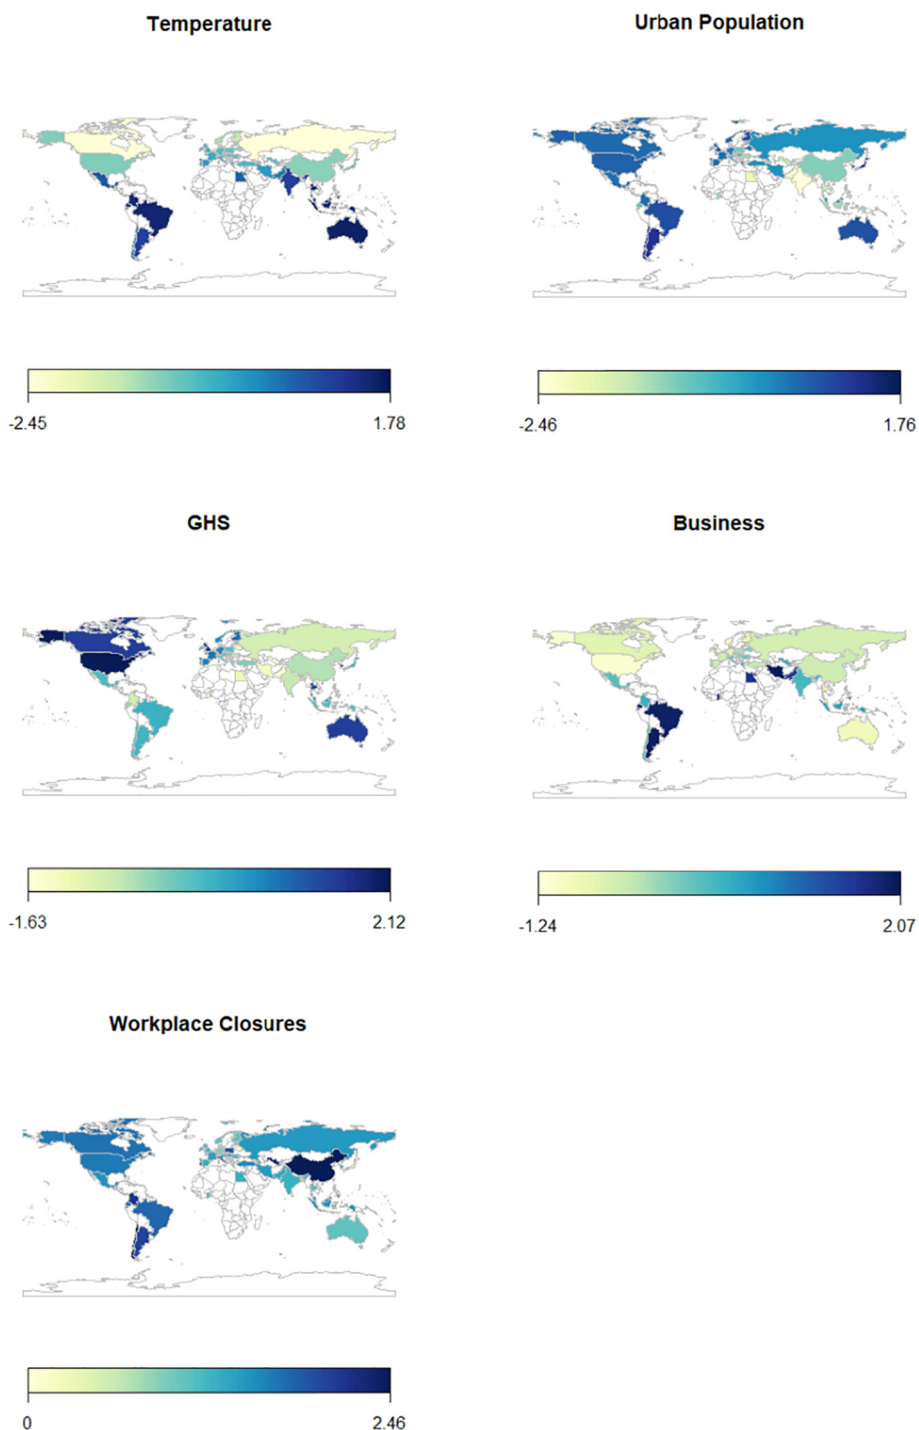 Temperature
Urban Population
-2.45 1.78
-2.46 1.76
GHS
Business
-1.63 2.12
-1.24 2.07
Workplace Closures
0 2.46